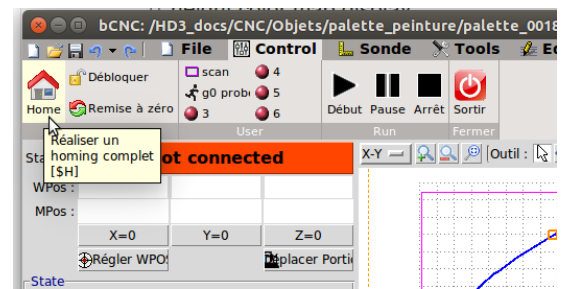 bCNC: /HD3_docs/CNC/Objets/palette_peinture/palette_0018
File Control Sonde Tools
Débloquer scan 4
Home Remise à zéro g0 prob 5
3 6
Début Pause Arrêt Sortir
User Run Fermer
Réaliser un
homing complet
[$H]
ot connected
X-Y Outil :
WPos :
MPos :
X=0 Y=0 Z=0
Régler WPO placer Porti
State